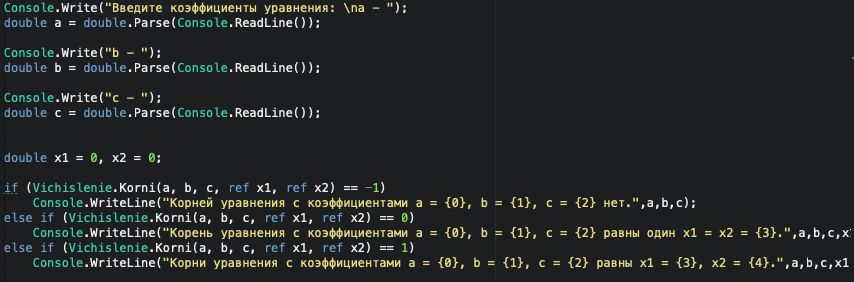 Console.Write("Введите коэффициенты уравнения: \na – ");
double a = double.Parse(Console.ReadLine());
Console.Write("b – ");
double b = double.Parse(Console.ReadLine());
Console.Write("c – ");
double c = double.Parse(Console.ReadLine());
double x1 = 0, x2 = 0;
if (Vichislenie.Korni(a, b, c, ref x1, ref x2) == -1)
Console.WriteLine("Корней уравнения с коэффициентами a = {0}, b = {1}, c = {2} нет.",a,b,c);
else if (Vichislenie.Korni(a, b, c, ref x1, ref x2) == 0)
Console.WriteLine("Корень уравнения с коэффициентами a = {0}, b = {1}, c = {2} равны один x1 = x2 = {3}.",a,b,c,x
else if (Vichislenie.Korni(a, b, c, ref x1, ref x2) == 1)
Console.WriteLine("Корни уравнения с коэффициентами a = {0}, b = {1}, c = {2} равны x1 = {3}, x2 = {4}.",a,b,c,x1